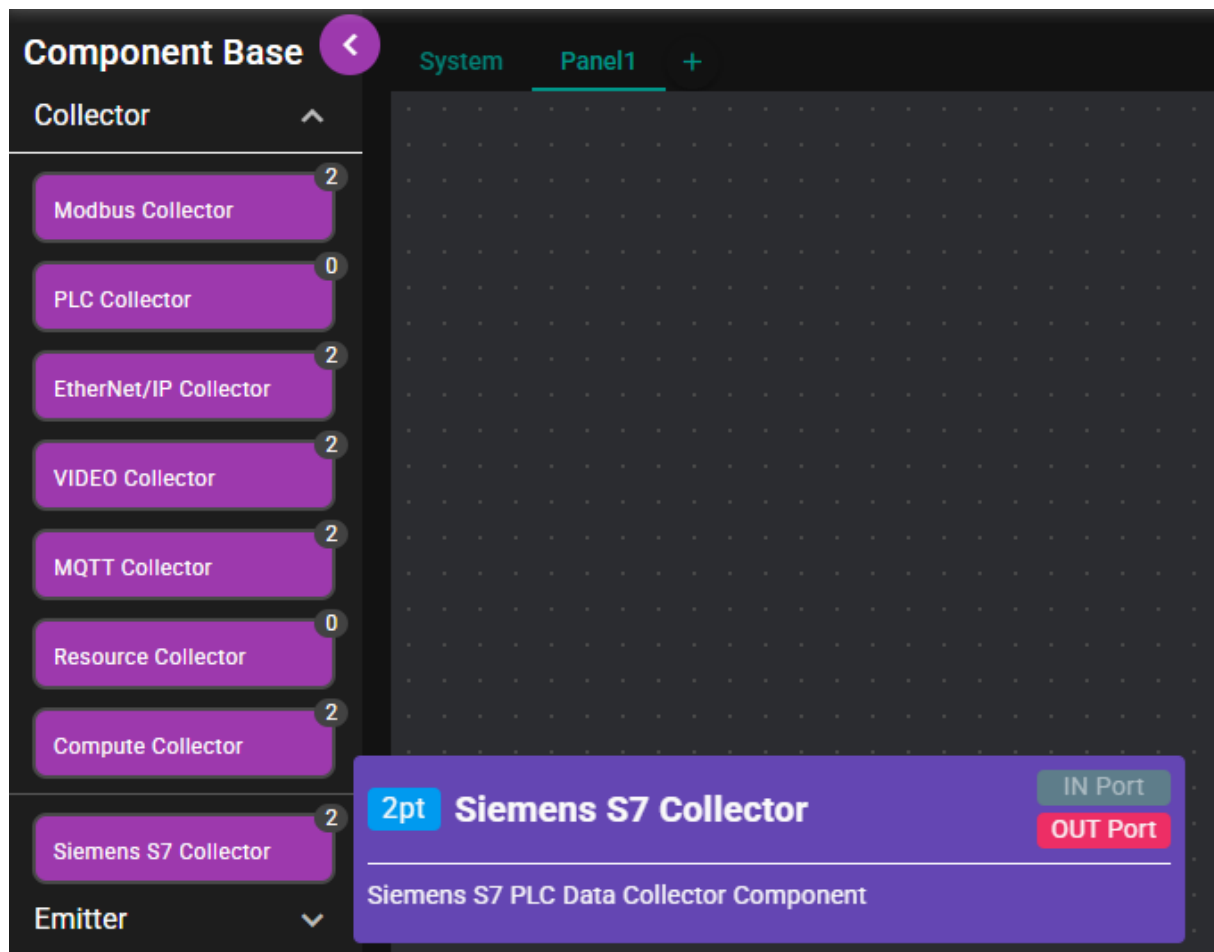 Component Base
System Panel1 +
Collector
2
Modbus Collector
0
PLC Collector
2
EtherNet/IP Collector
2
VIDEO Collector
2
MQTT Collector
0
Resource Collector
2
Compute Collector
2
Siemens S7 Collector
Emitter
2pt Siemens S7 Collector
IN Port
OUT Port
Siemens S7 PLC Data Collector Component